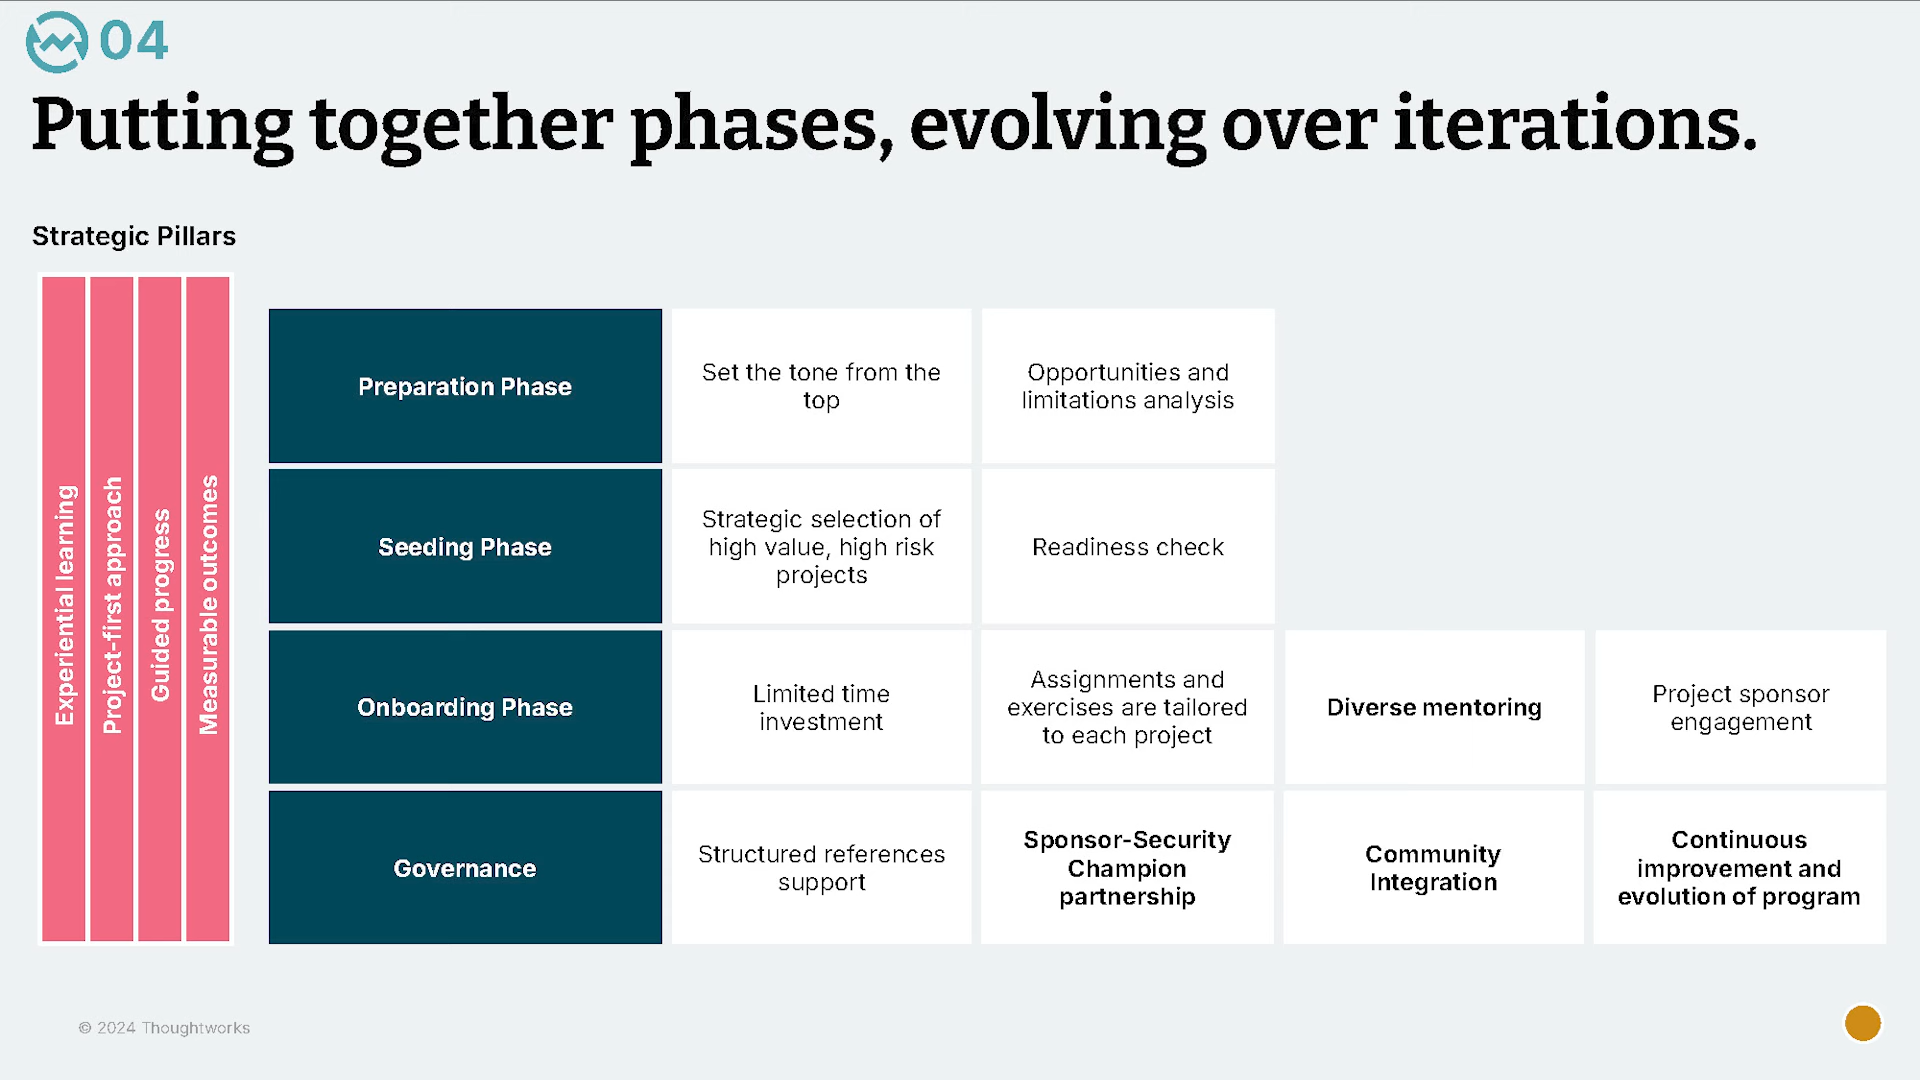 04
Putting together phases, evolving over iterations.
Strategic Pillars
Experiential learning
Project-first approach
Guided progress
Measurable outcomes
Preparation Phase
Set the tone from the
top
Opportunities and
limitations analysis
Seeding Phase
Strategic selection of
high value, high risk
projects
Readiness check
Onboarding Phase
Limited time
investment
Assignments and
exercises are tailored
to each project
Diverse mentoring
Project sponsor
engagement
Governance
Structured references
support
Sponsor-Security
Champion
partnership
Community
Integration
Continuous
improvement and
evolution of program
© 2024 Thoughtworks